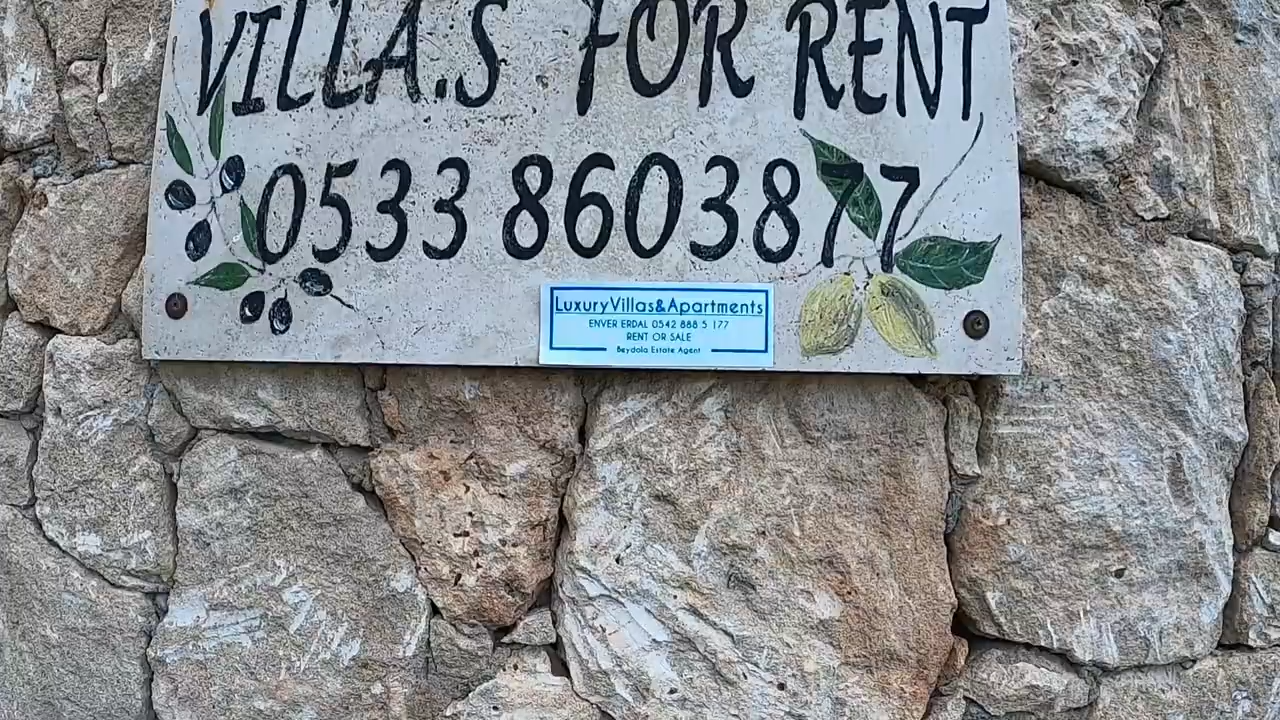 VILLA.S FOR RENT
0533 8603877
LuxuryVillas&Apartments
ENVER ERDAL 0542 888 5 177
RENT OR SALE
Beydola Estate Agent